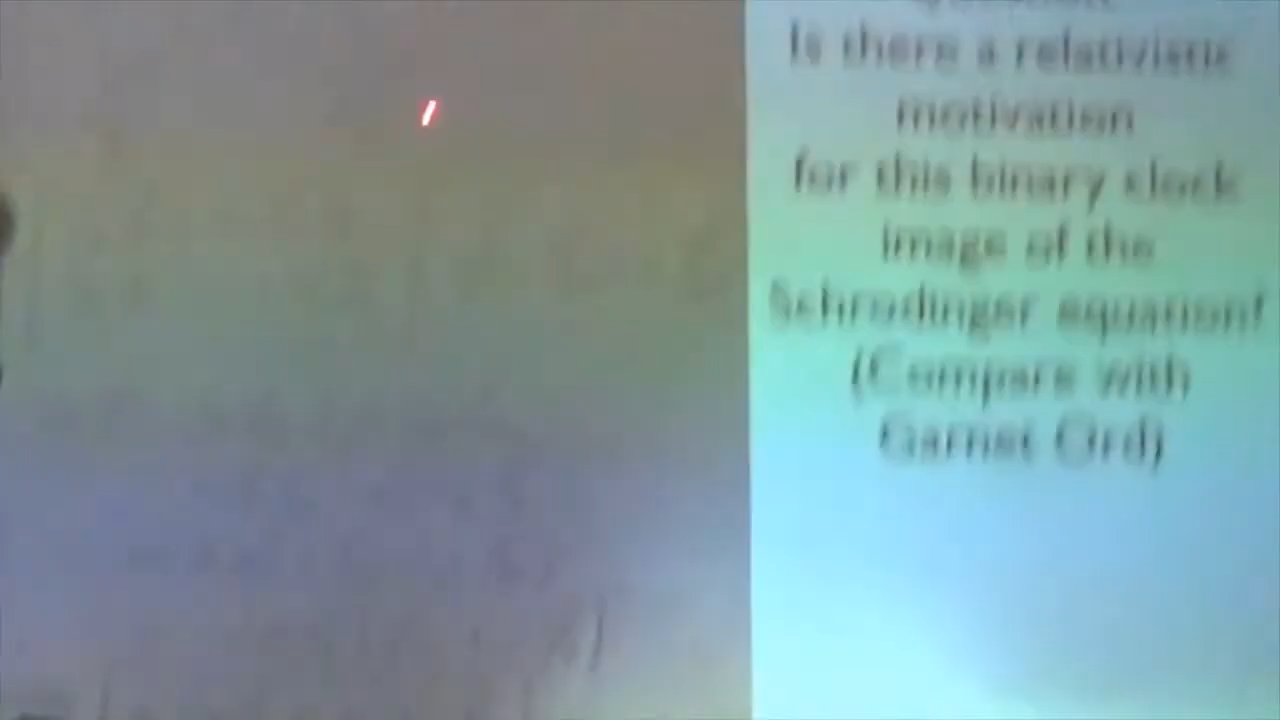 Is there a relativistic
motivation
for this binary clock
image of the
Schrodinger equation?
(Compare with
Garnet Ord)